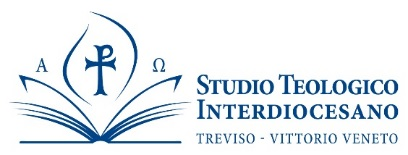 Α Ω
STUDIO TEOLOGICO
INTERDIOCESANO
TREVISO - VITTORIO VENETO